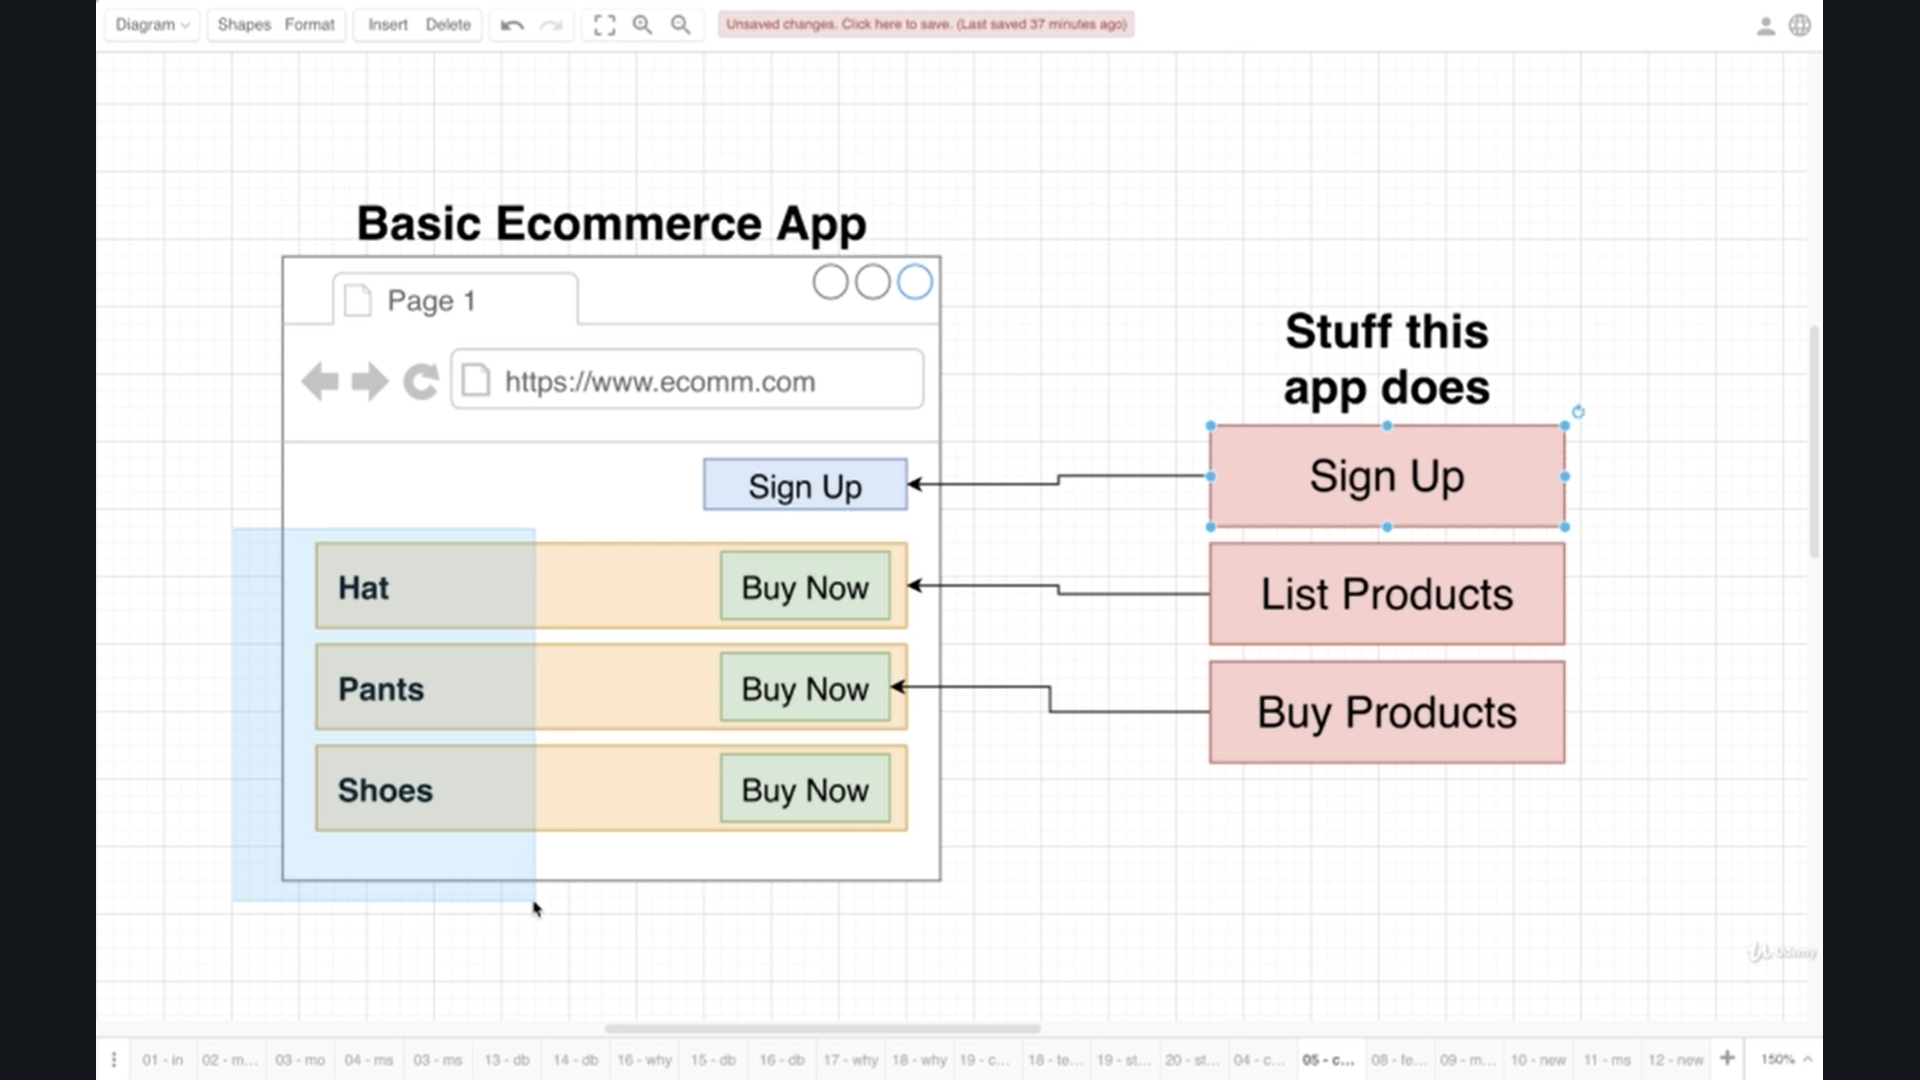 Diagram Shapes Format Insert Delete Unsaved changes. Click here to save. (Last saved 37 minutes ago)
Basic Ecommerce App
Page 1
https://www.ecomm.com
Sign Up
Hat Buy Now
Pants Buy Now
Shoes Buy Now
Stuff this
app does
Sign Up
List Products
Buy Products
Udemy
01 - in 02 - m... 03 - mo 04 - ms 03 - ms 13 - db 14 - db 16 - why 15 - db 16 - db 17 - why 18 - why 19 - c... 18 - te... 19 - st... 20 - st... 04 - c... 05 - c... 08 - fe... 09 - m... 10 - new 11 - ms 12 - new 150%